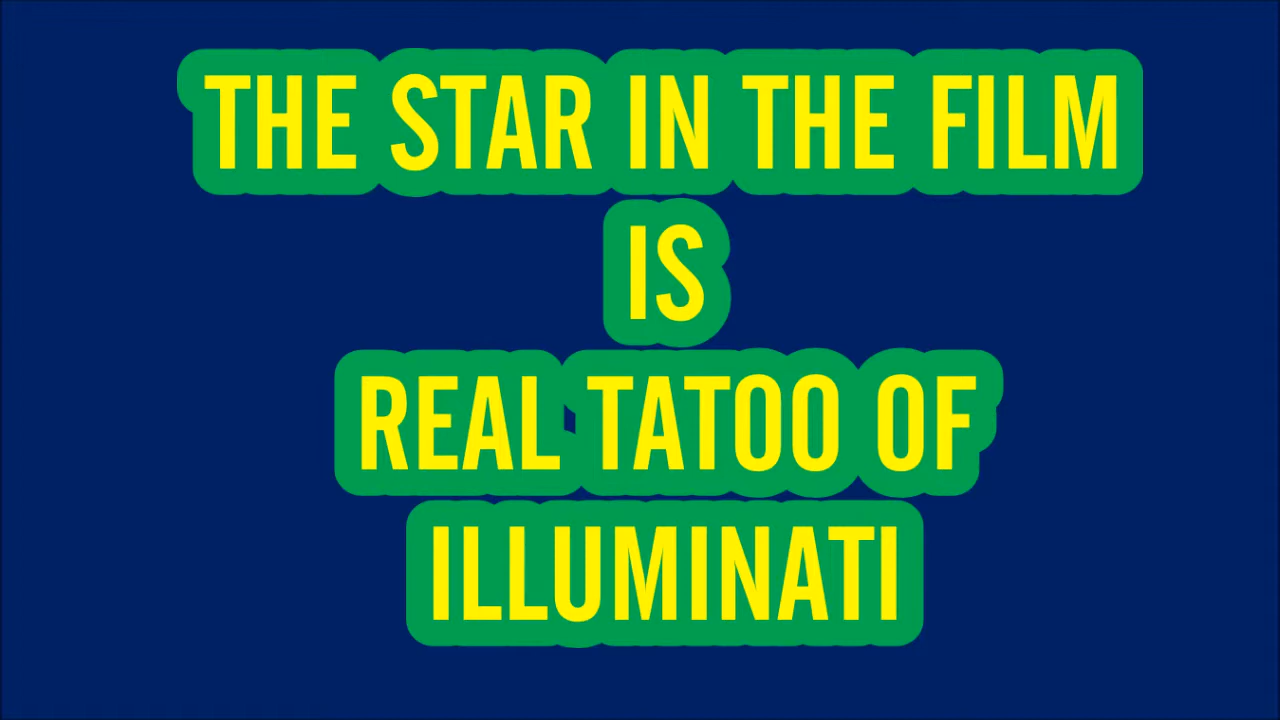 THE STAR IN THE FILM
IS
REAL TATOO OF
ILLUMINATI